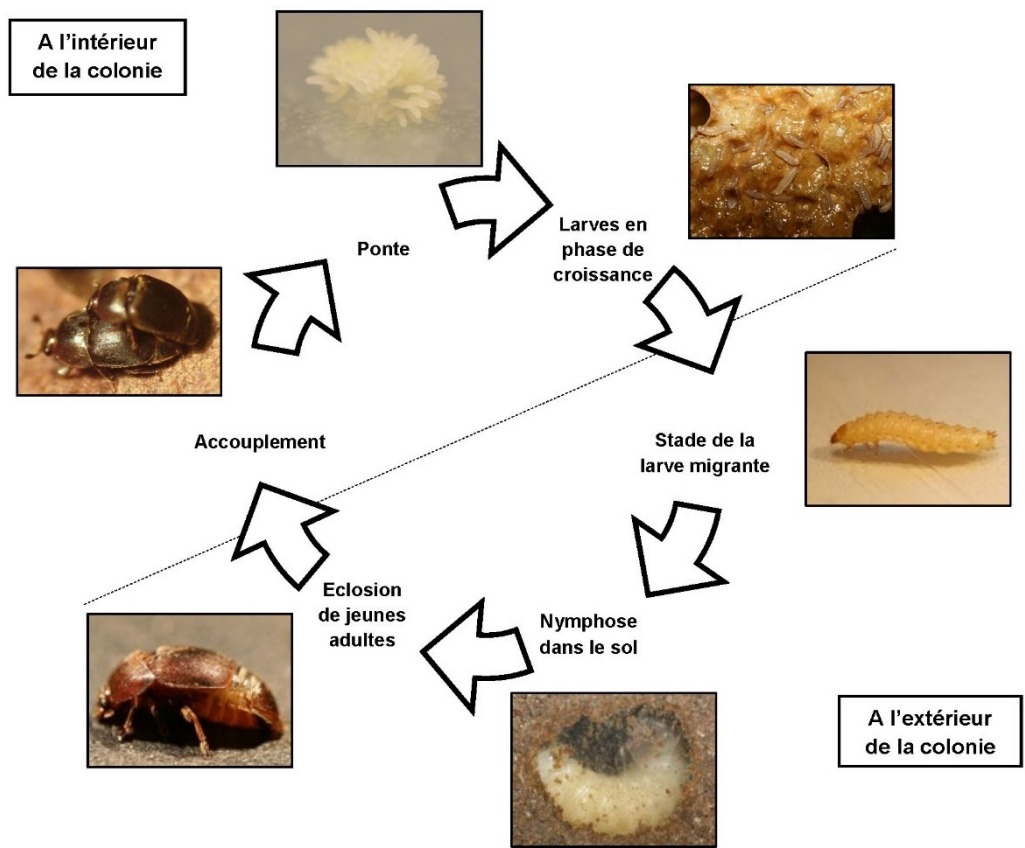 A l'intérieur
de la colonie
Ponte
Larves en
phase de
croissance
Accouplement
Stade de la
larve migrante
Eclosion
de jeunes
adultes
Nymphose
dans le sol
A l'extérieur
de la colonie